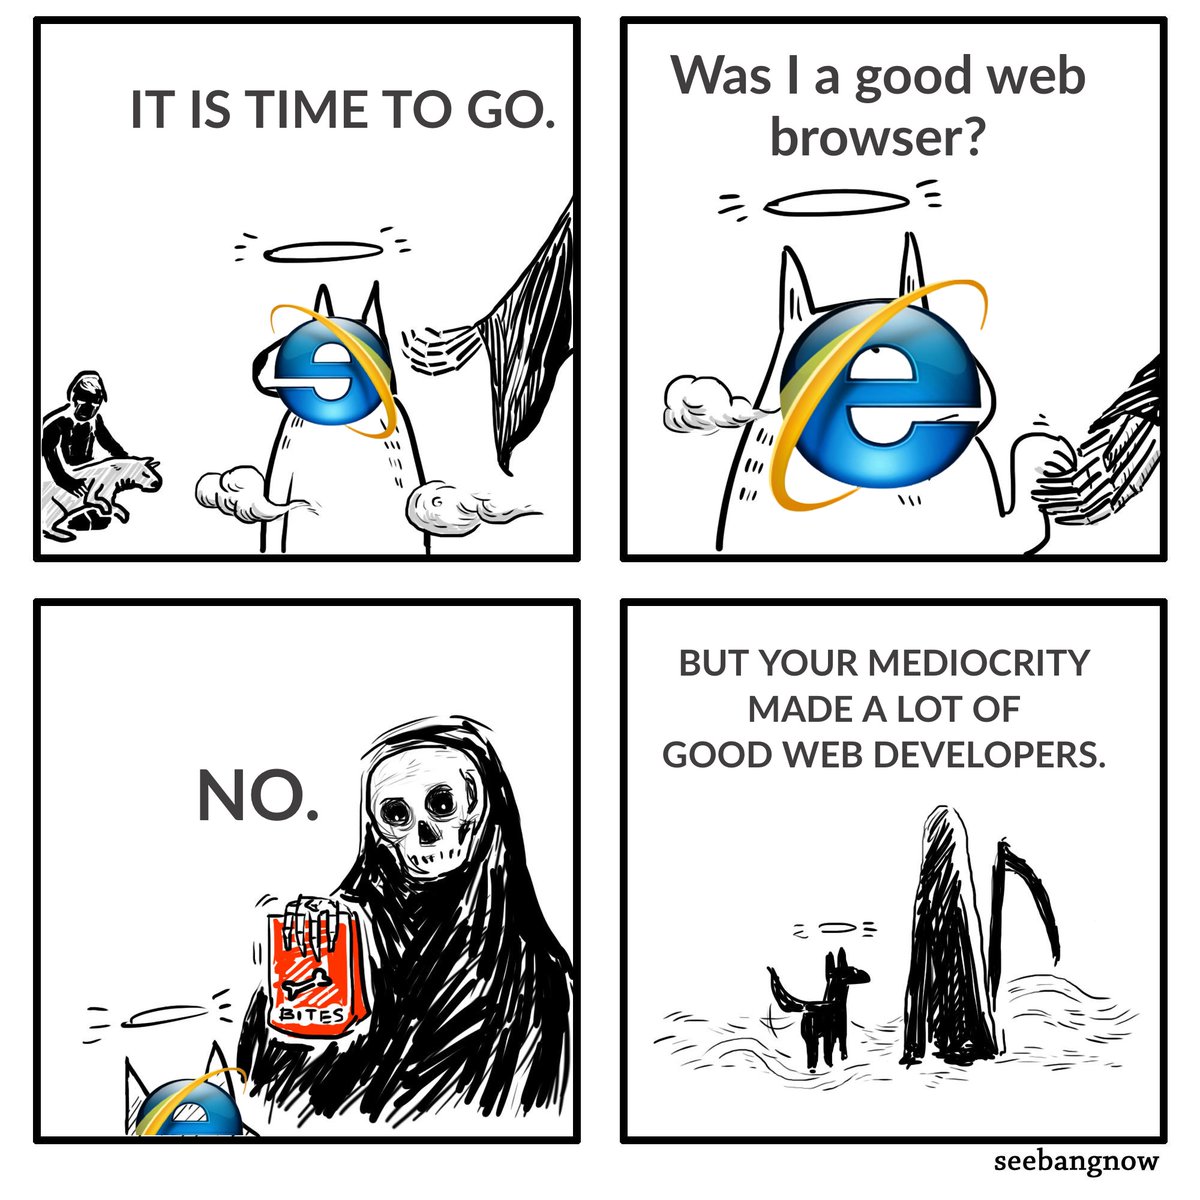 IT IS TIME TO GO.
Was I a good web
browser?
NO.
BITES
BUT YOUR MEDIOCRITY
MADE A LOT OF
GOOD WEB DEVELOPERS.
seebangnow